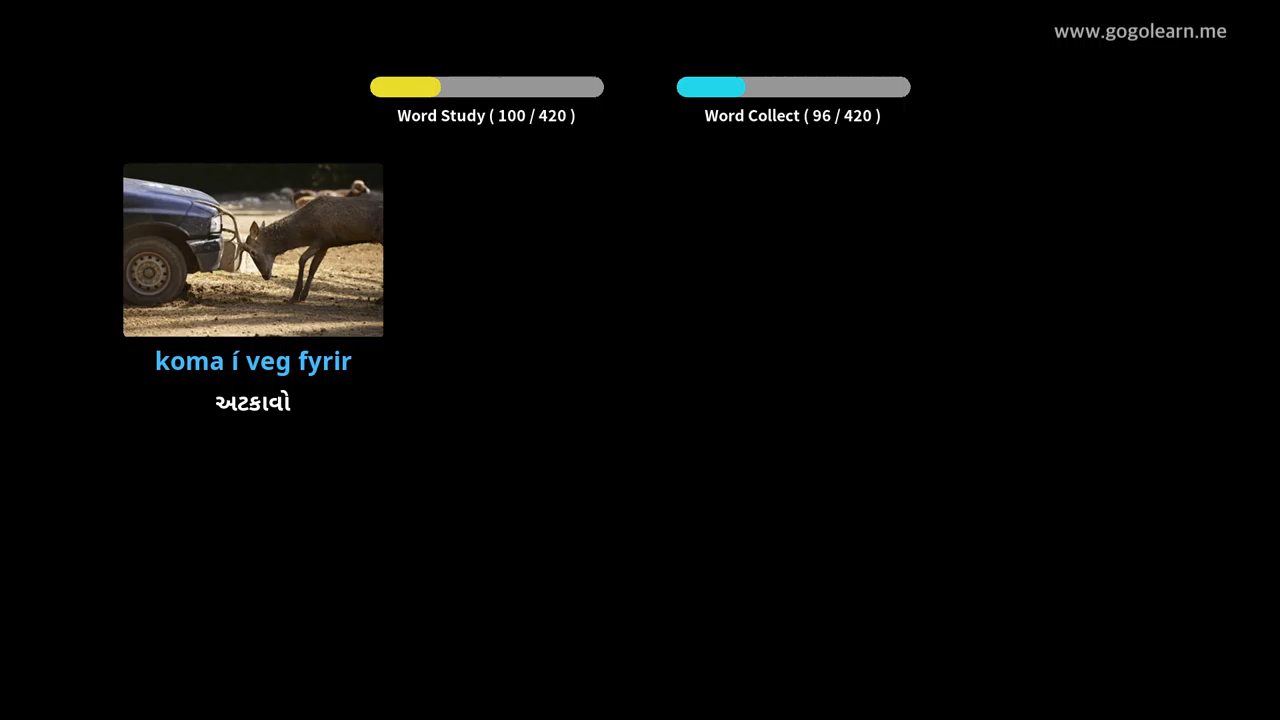 www.gogolearn.me
Word Study ( 100 / 420 )
Word Collect ( 96 / 420 )
koma í veg fyrir
અટકાવો